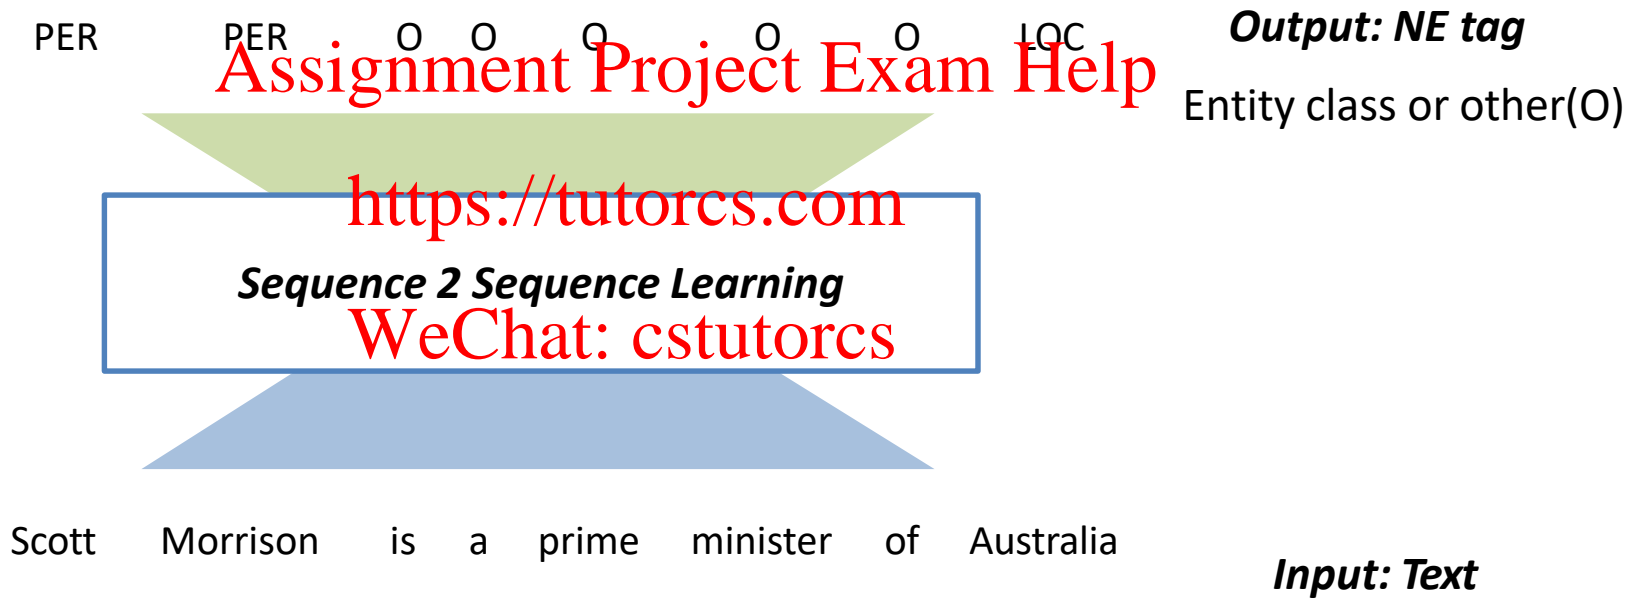 PER PER O O O O O LOC
Output: NE tag
Assignment Project Exam Help
Entity class or other(O)
https://tutorcs.com
Sequence 2 Sequence Learning
WeChat: cstutorcs
Scott Morrison is a prime minister of Australia
Input: Text